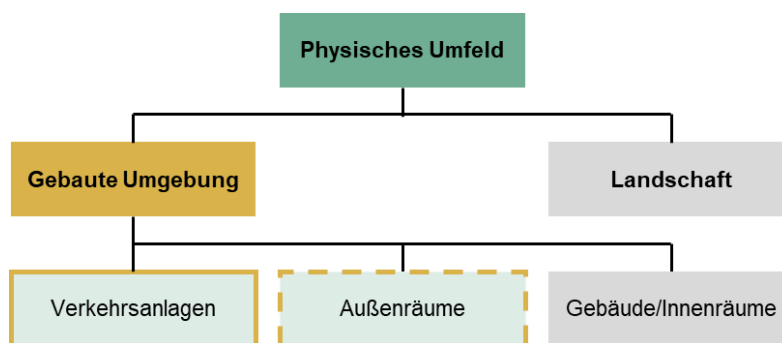 Physisches Umfeld
Gebaute Umgebung
Landschaft
Verkehrsanlagen
Außenräume
Gebäude/Innenräume